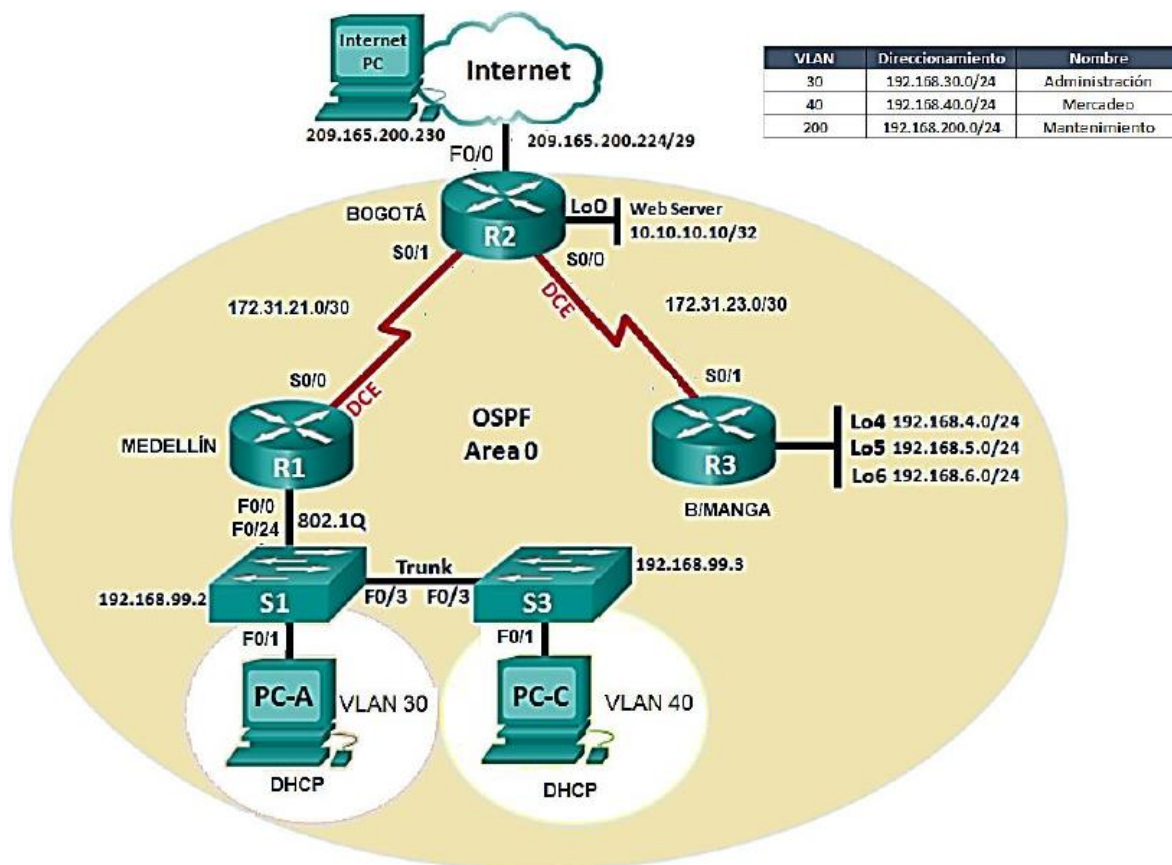 Internet
PC
Internet
209.165.200.230
209.165.200.224/29
F0/0
VLAN Direccionamiento Nombre
30 192.168.30.0/24 Administración
40 192.168.40.0/24 Mercadeo
200 192.168.200.0/24 Mantenimiento
BOGOTÁ
R2
Lo0
Web Server
10.10.10.10/32
S0/1
S0/0
DCE
172.31.21.0/30
172.31.23.0/30
S0/0
DCE
S0/1
OSPF
Area 0
MEDELLÍN
R1
R3
B/MANGA
Lo4 192.168.4.0/24
Lo5 192.168.5.0/24
Lo6 192.168.6.0/24
F0/0
F0/24
802.1Q
Trunk
192.168.99.2
S1
F0/3
F0/3
S3
192.168.99.3
F0/1
F0/1
PC-A
VLAN 30
DHCP
PC-C
VLAN 40
DHCP